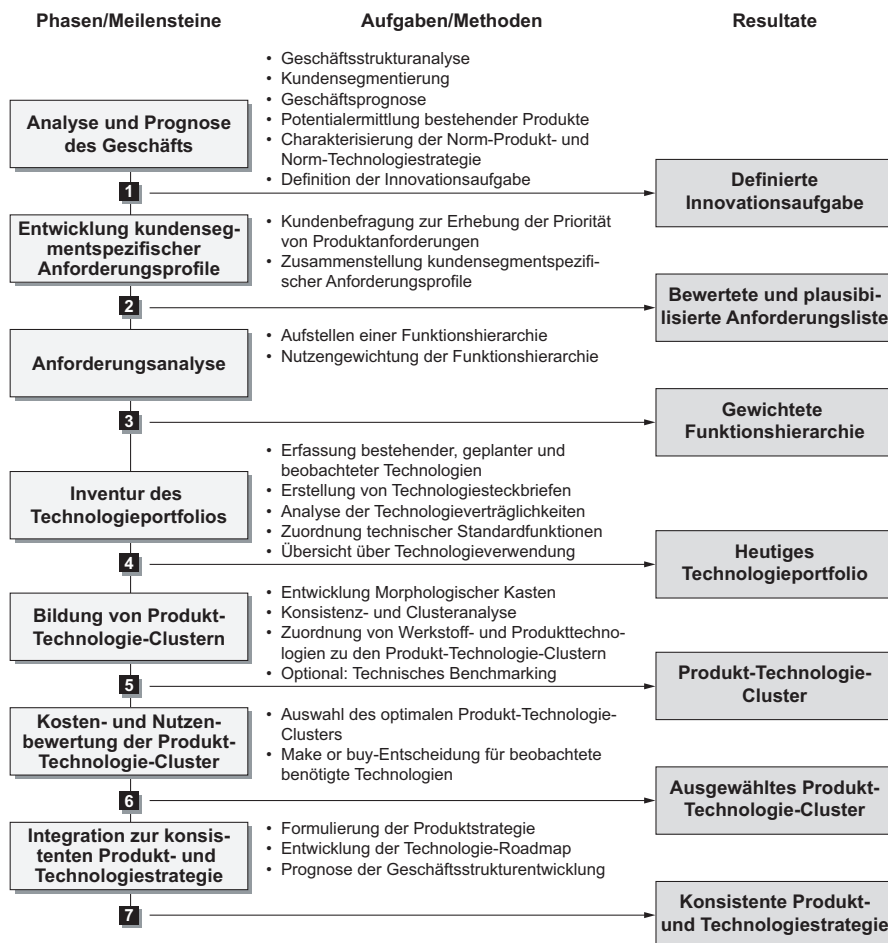 Phasen/Meilensteine
Aufgaben/Methoden
Resultate
Analyse und Prognose
des Geschäfts
• Geschäftsstrukturanalyse
• Kundensegmentierung
• Geschäftsprognose
• Potentialermittlung bestehender Produkte
• Charakterisierung der Norm-Produkt- und
Norm-Technologiestrategie
• Definition der Innovationsaufgabe
1
Definierte
Innovationsaufgabe
Entwicklung kundenseg-
mentspezifischer
Anforderungsprofile
• Kundenbefragung zur Erhebung der Priorität
von Produktanforderungen
• Zusammenstellung kundensegmentspezifi-
scher Anforderungsprofile
2
Bewertete und plausibi-
lisierte Anforderungsliste
Anforderungsanalyse
• Aufstellen einer Funktionshierarchie
• Nutzengewichtung der Funktionshierarchie
3
Gewichtete
Funktionshierarchie
Inventur des
Technologieportfolios
• Erfassung bestehender, geplanter und
beobachteter Technologien
• Erstellung von Technologiesteckbriefen
• Analyse der Technologieverträglichkeiten
• Zuordnung technischer Standardfunktionen
• Übersicht über Technologieverwendung
4
Heutiges
Technologieportfolio
Bildung von Produkt-
Technologie-Clustern
• Entwicklung Morphologischer Kasten
• Konsistenz- und Clusteranalyse
• Zuordnung von Werkstoff- und Produkttechno-
logien zu den Produkt-Technologie-Clustern
• Optional: Technisches Benchmarking
5
Produkt-Technologie-
Cluster
Kosten- und Nutzen-
bewertung der Produkt-
Technologie-Cluster
• Auswahl des optimalen Produkt-Technologie-
Clusters
• Make or buy-Entscheidung für beobachtete
benötigte Technologien
6
Ausgewähltes Produkt-
Technologie-Cluster
Integration zur konsis-
tenten Produkt- und
Technologiestrategie
• Formulierung der Produktstrategie
• Entwicklung der Technologie-Roadmap
• Prognose der Geschäftsstrukturentwicklung
7
Konsistente Produkt-
und Technologiestrategie